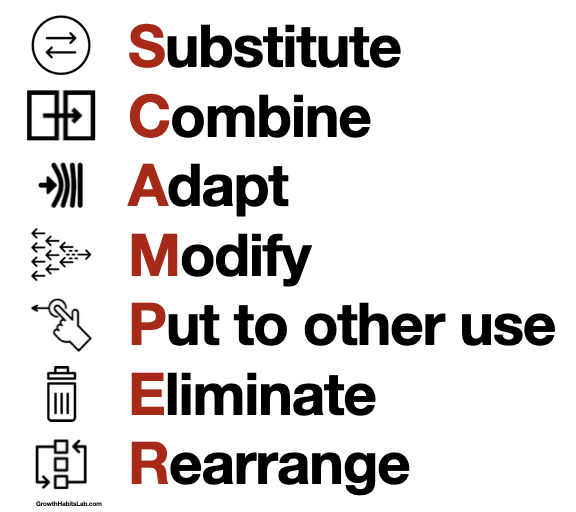 Substitute
Combine
Adapt
Modify
Put to other use
Eliminate
Rearrange
GrowthHabitsLab.com